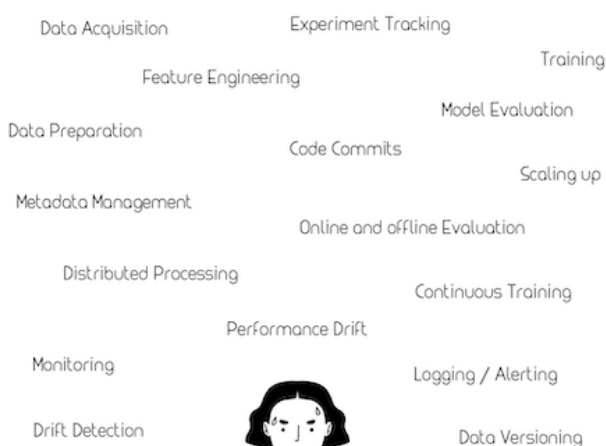 Data Acquisition
Experiment Tracking
Training
Feature Engineering
Model Evaluation
Data Preparation
Code Commits
Scaling up
Metadata Management
Online and offline Evaluation
Distributed Processing
Continuous Training
Performance Drift
Monitoring
Logging / Alerting
Drift Detection
Data Versioning